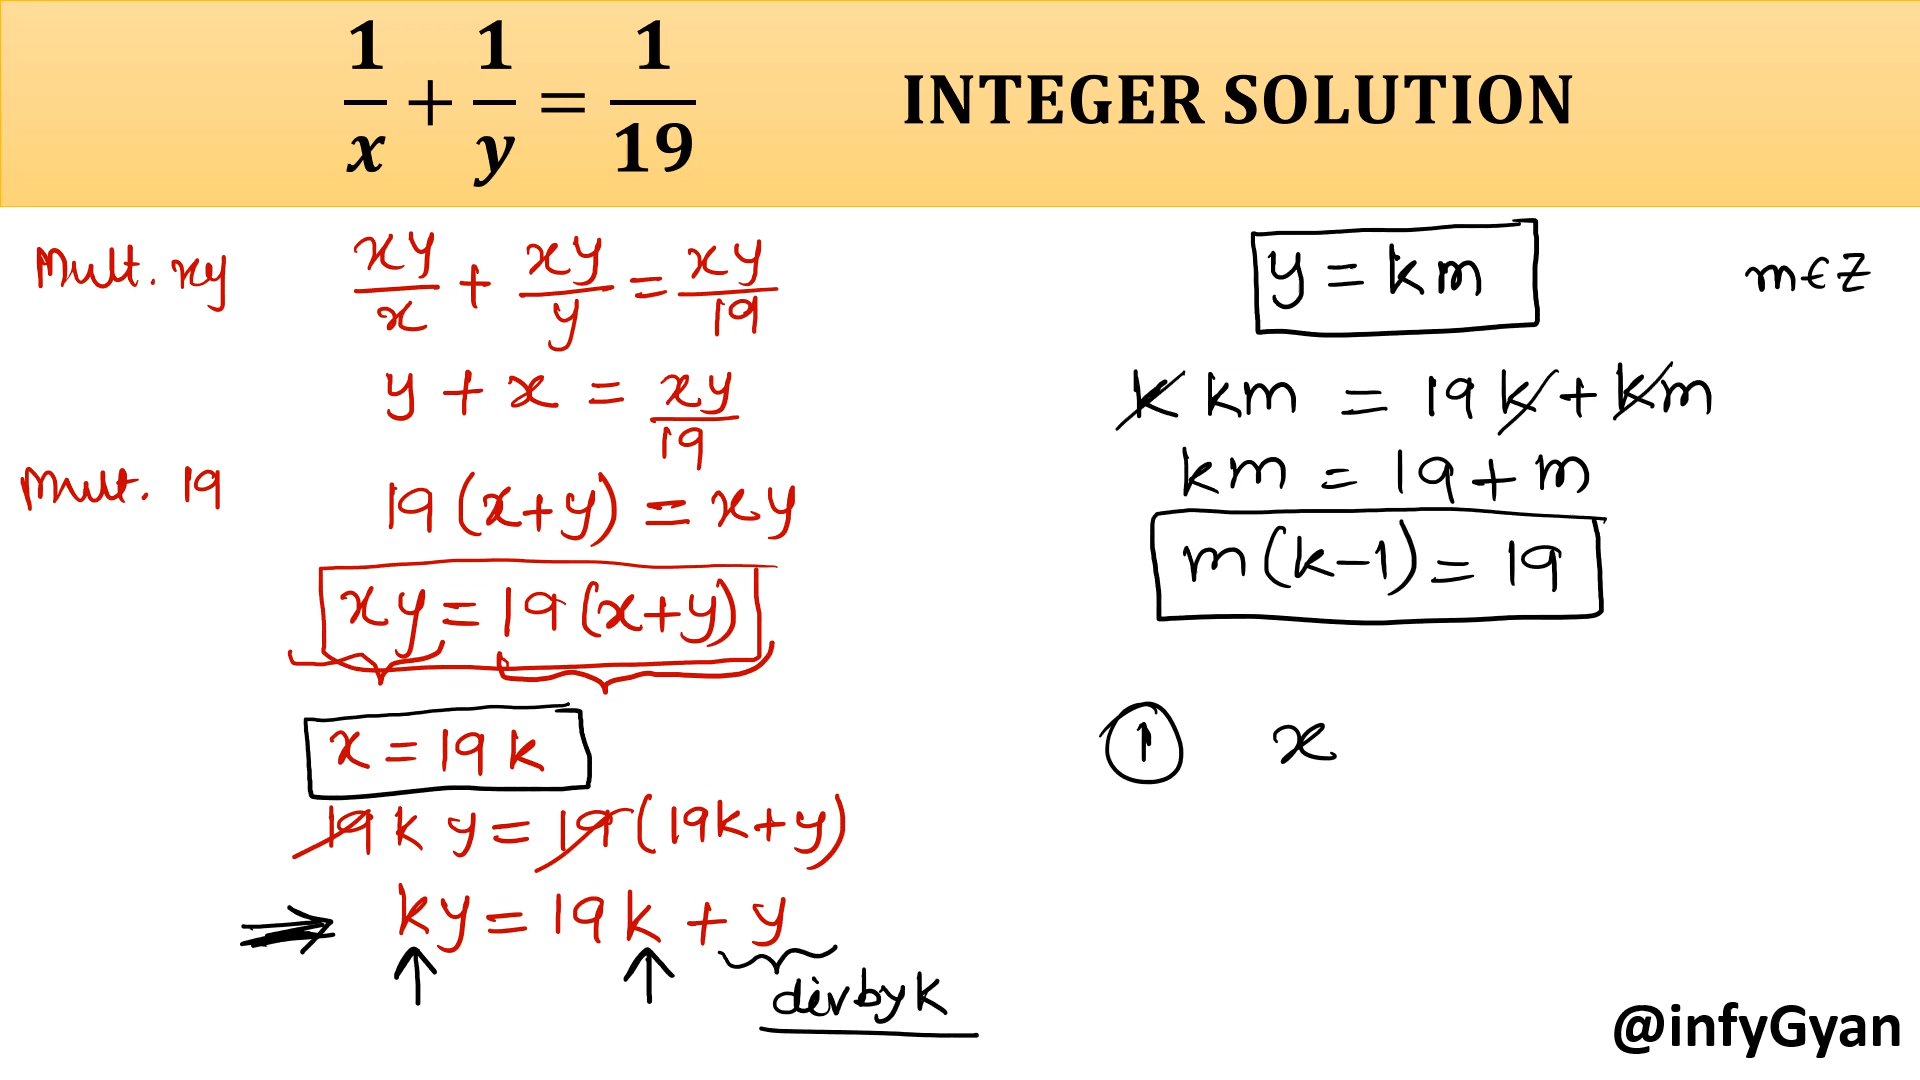 1/x + 1/y = 1/19
INTEGER SOLUTION
Mult. xy
xy/x + xy/y = xy/19
y + x = xy/19
Mult. 19
19(x+y) = xy
xy = 19(x+y)
x = 19k
19ky = 19(19k+y)
⇒ ky = 19k + y
↑ ↑
div by k
y = km
m∈Z
k km = 19k + km
km = 19 + m
m(k-1) = 19
① x
@infyGyan